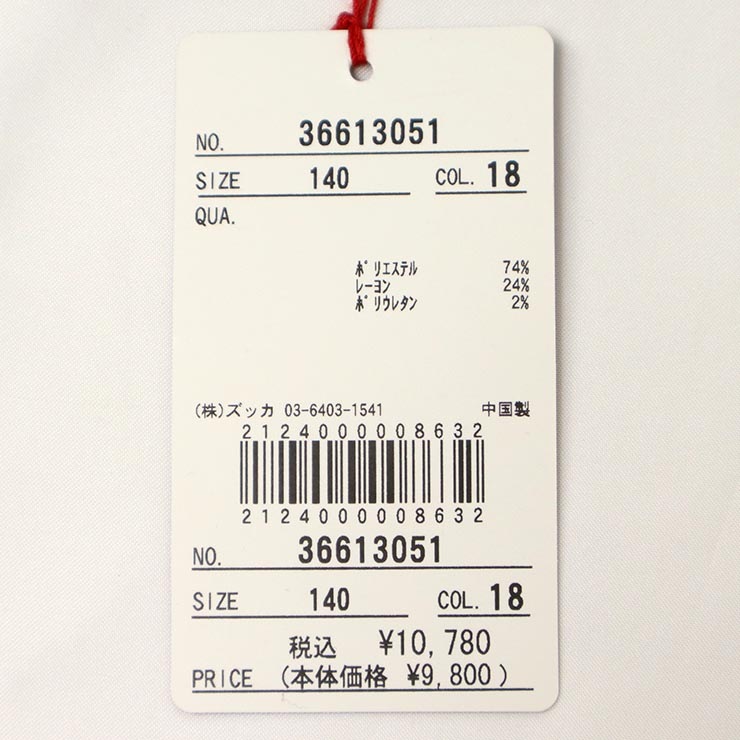 NO. 36613051
SIZE 140 COL. 18
QUA.
ﾎﾟﾘｴｽﾃﾙ 74%
ﾚｰﾖﾝ 24%
ﾎﾟﾘｳﾚﾀﾝ 2%
(株)ズッカ 03-6403-1541 中国製
2124000008632
2124000008632
NO. 36613051
SIZE 140 COL. 18
税込 ¥10,780
PRICE (本体価格 ¥9,800)